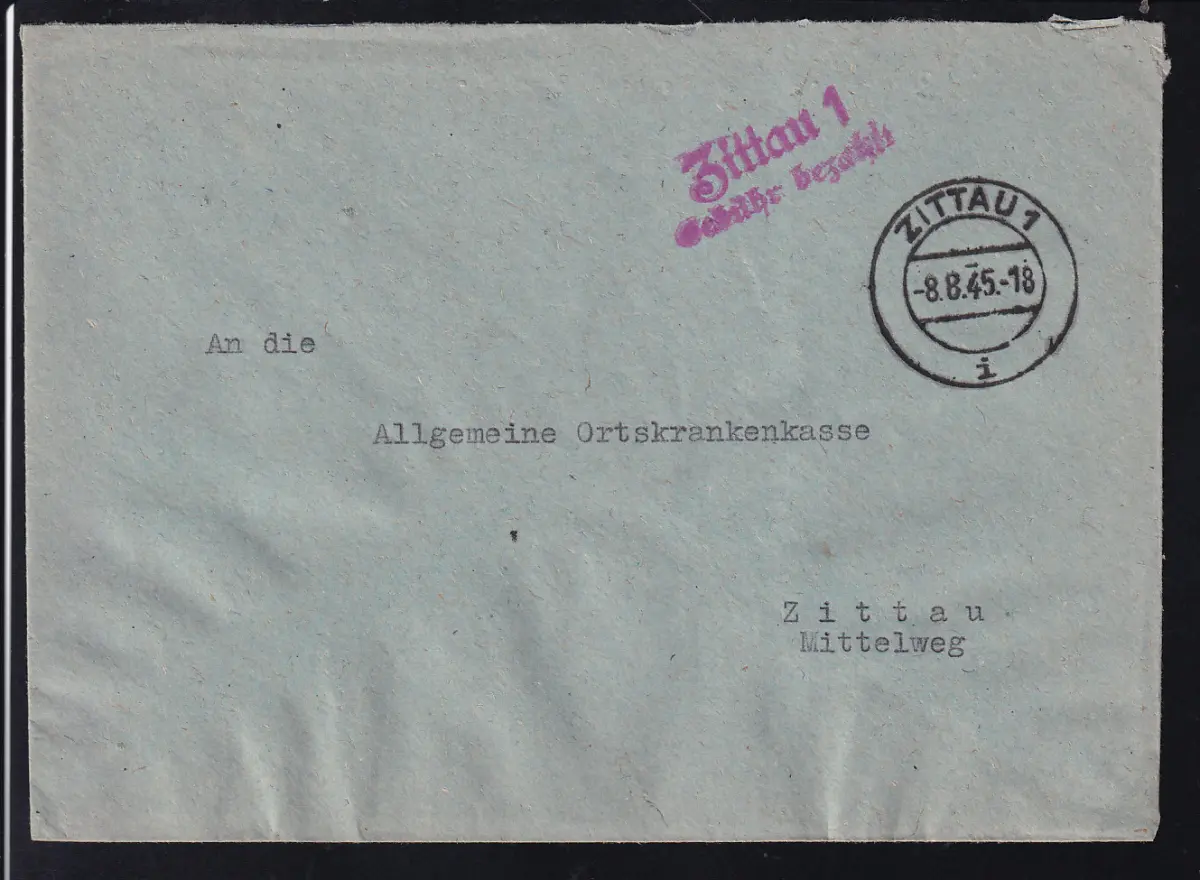 Zittau 1
Gebühr bezahlt
ZITTAU 1
-8.8.45.-18
i
An die
Allgemeine Ortskrankenkasse
Zittau
Mittelweg